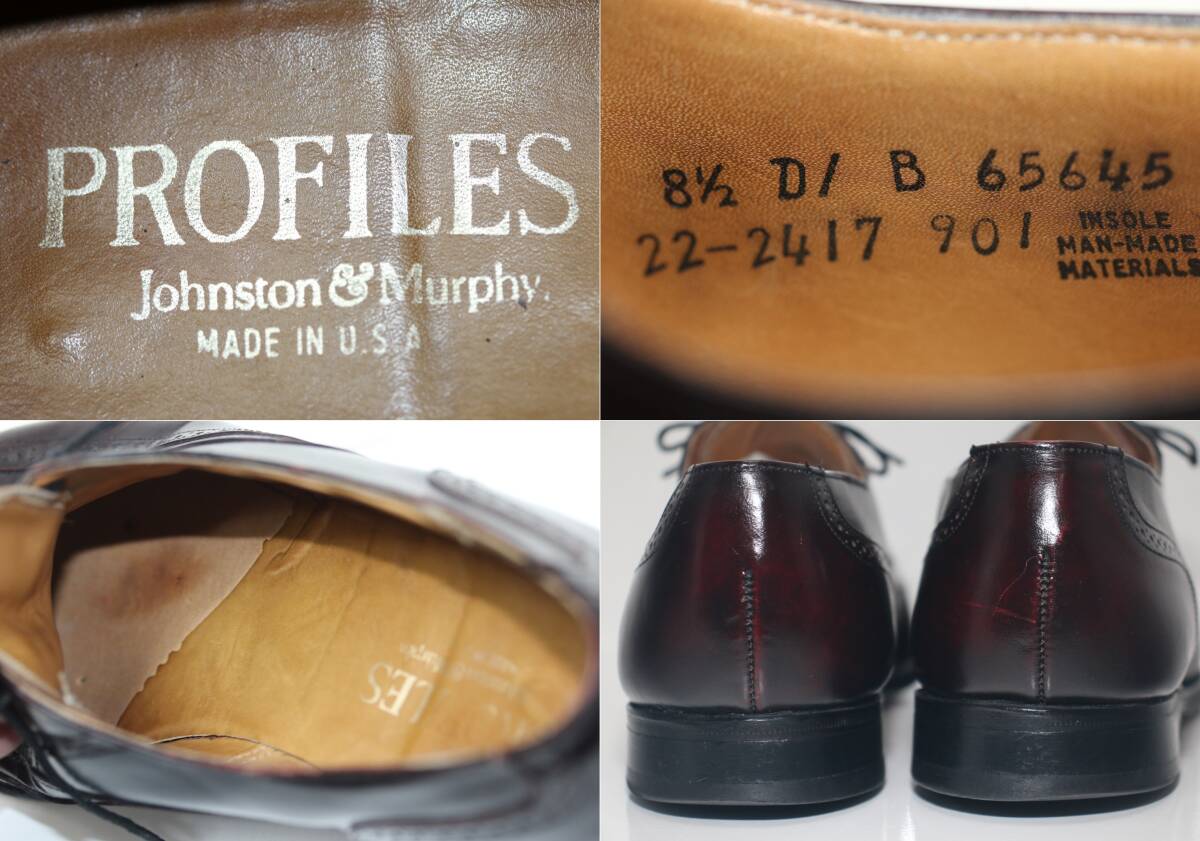 PROFILES
Johnston & Murphy.
MADE IN U.S.A
8½ D/ B 65645
22-2417 901
INSOLE
MAN-MADE
MATERIALS